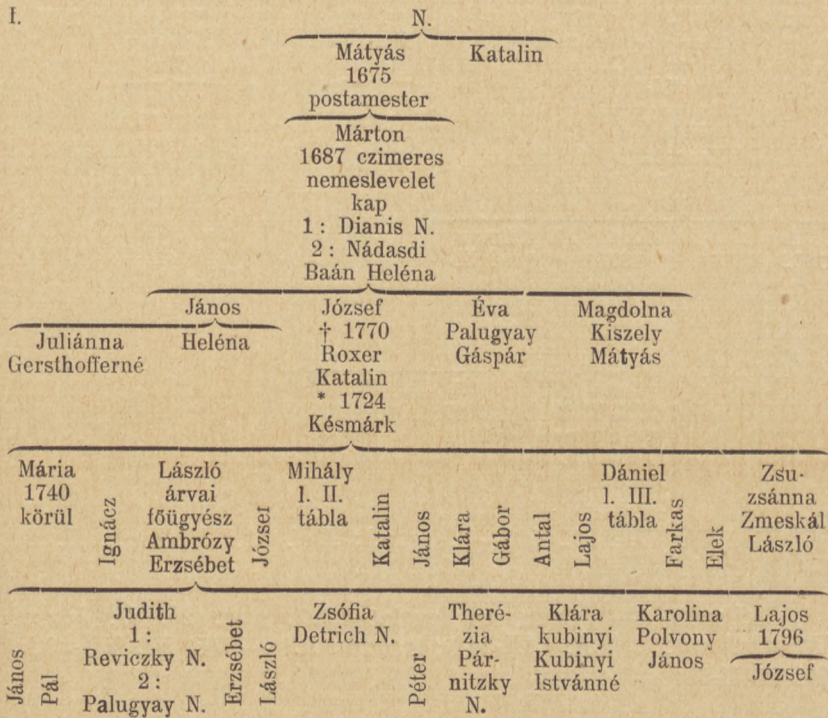 I.
N.
Mátyás
1675
postamester
Katalin
Márton
1687 czimeres
nemeslevelet
kap
1 : Dianis N.
2 : Nádasdi
Baán Heléna
János
József
† 1770
Roxer
Katalin
* 1724
Késmárk
Éva
Palugyay
Gáspár
Magdolna
Kiszely
Mátyás
Juliánna
Gersthofferné
Heléna
Mária
1740
körül
Ignácz
László
árvai
főügyész
Ambrózy
Erzsébet
József
Mihály
l. II.
tábla
Katalin
János
Klára
Gábor
Antal
Lajos
Dániel
l. III.
tábla
Farkas
Elek
Zsu-
zsánna
Zmeskál
László
János
Pál
Judith
1 :
Reviczky N.
2 :
Palugyay N.
Erzsébet
László
Zsófia
Detrich N.
Péter
Theré-
zia
Pár-
nitzky
N.
Klára
kubinyi
Kubinyi
Istvánné
Karolina
Polvony
János
Lajos
1796
József